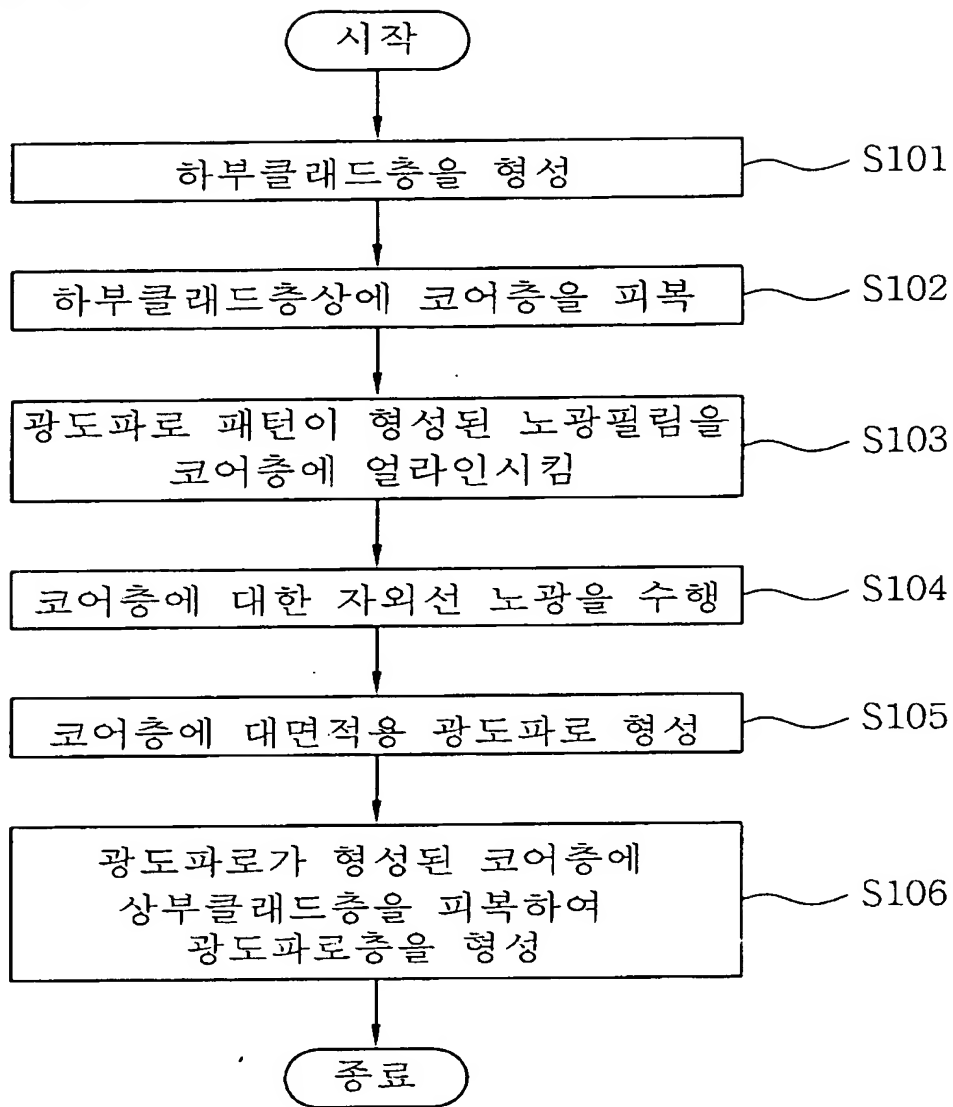 시작
하부클래드층을 형성
S101
하부클래드층상에 코어층을 피복
S102
광도파로 패턴이 형성된 노광필림을
코어층에 얼라인시킴
S103
코어층에 대한 자외선 노광을 수행
S104
코어층에 대면적용 광도파로 형성
S105
광도파로가 형성된 코어층에
상부클래드층을 피복하여
광도파로층을 형성
S106
종료